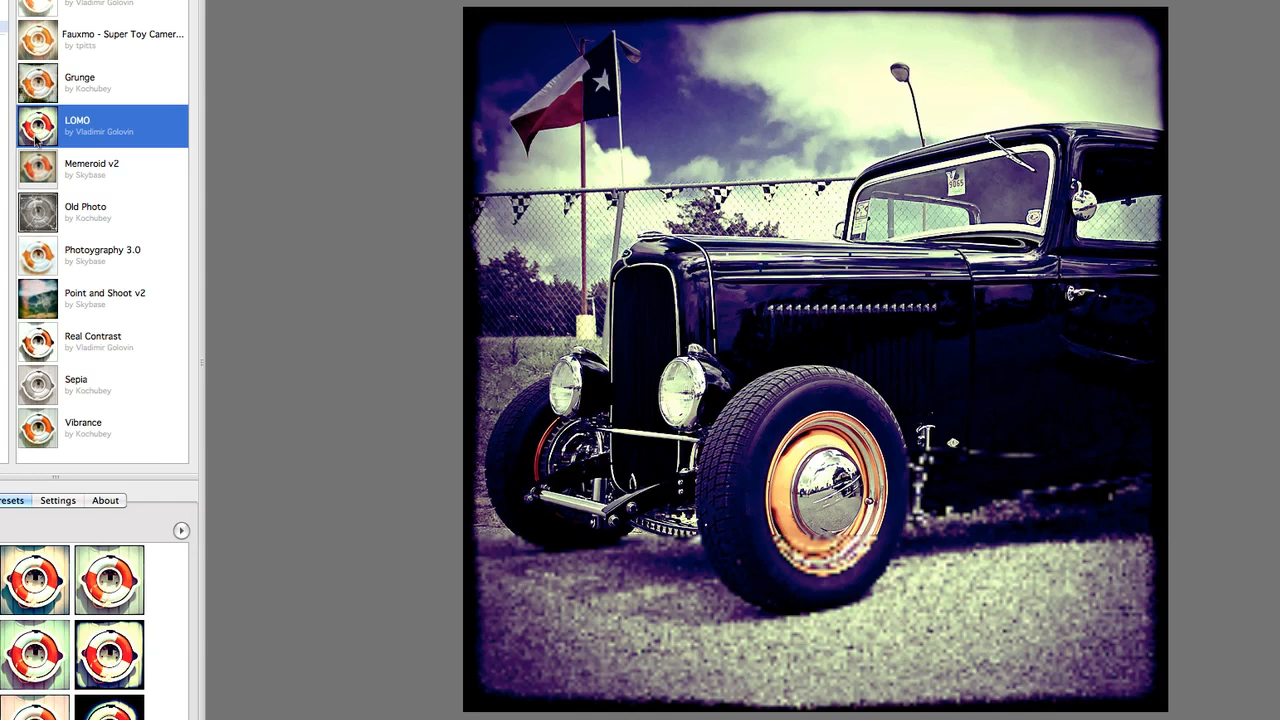 by Vladimir Golovin
Fauxmo - Super Toy Camer...
by tpitts
Grunge
by Kochubey
LOMO
by Vladimir Golovin
Memeroid v2
by Skybase
Old Photo
by Kochubey
Photoygraphy 3.0
by Skybase
Point and Shoot v2
by Skybase
Real Contrast
by Vladimir Golovin
Sepia
by Kochubey
Vibrance
by Kochubey
resets Settings About
9065